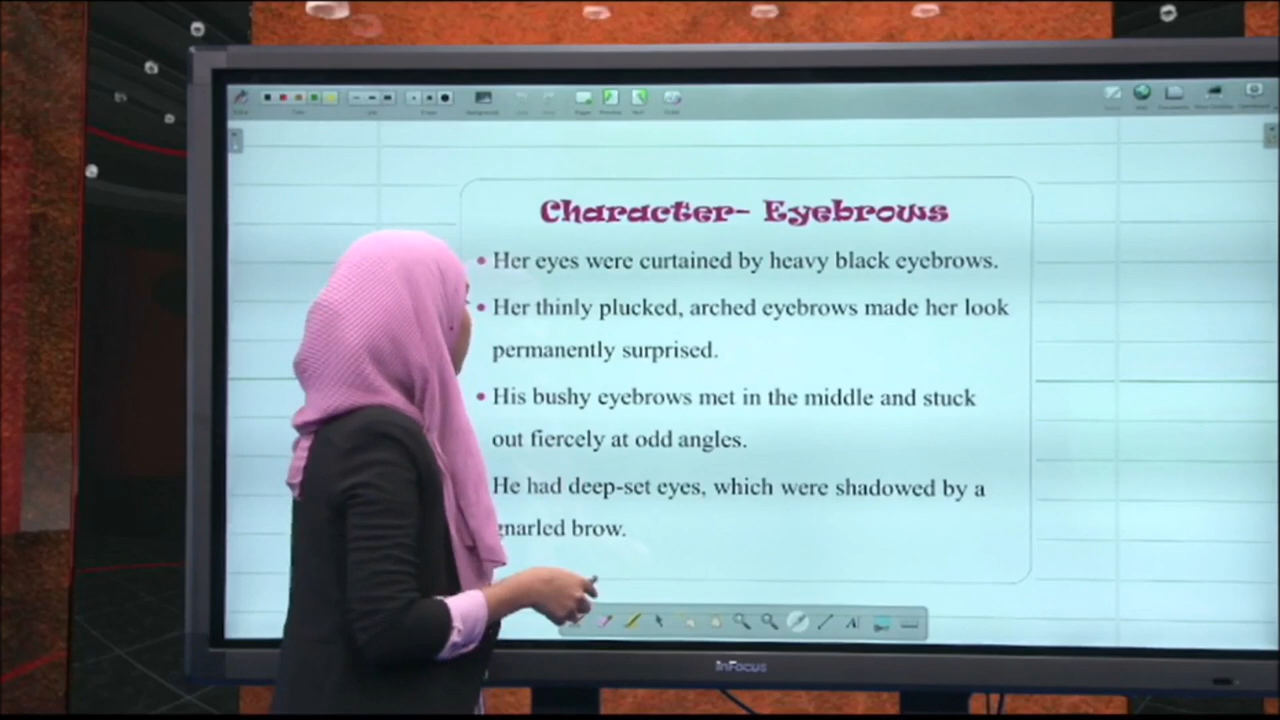 Character- Eyebrows
• Her eyes were curtained by heavy black eyebrows.
• Her thinly plucked, arched eyebrows made her look
permanently surprised.
• His bushy eyebrows met in the middle and stuck
out fiercely at odd angles.
He had deep-set eyes, which were shadowed by a
gnarled brow.
InFocus